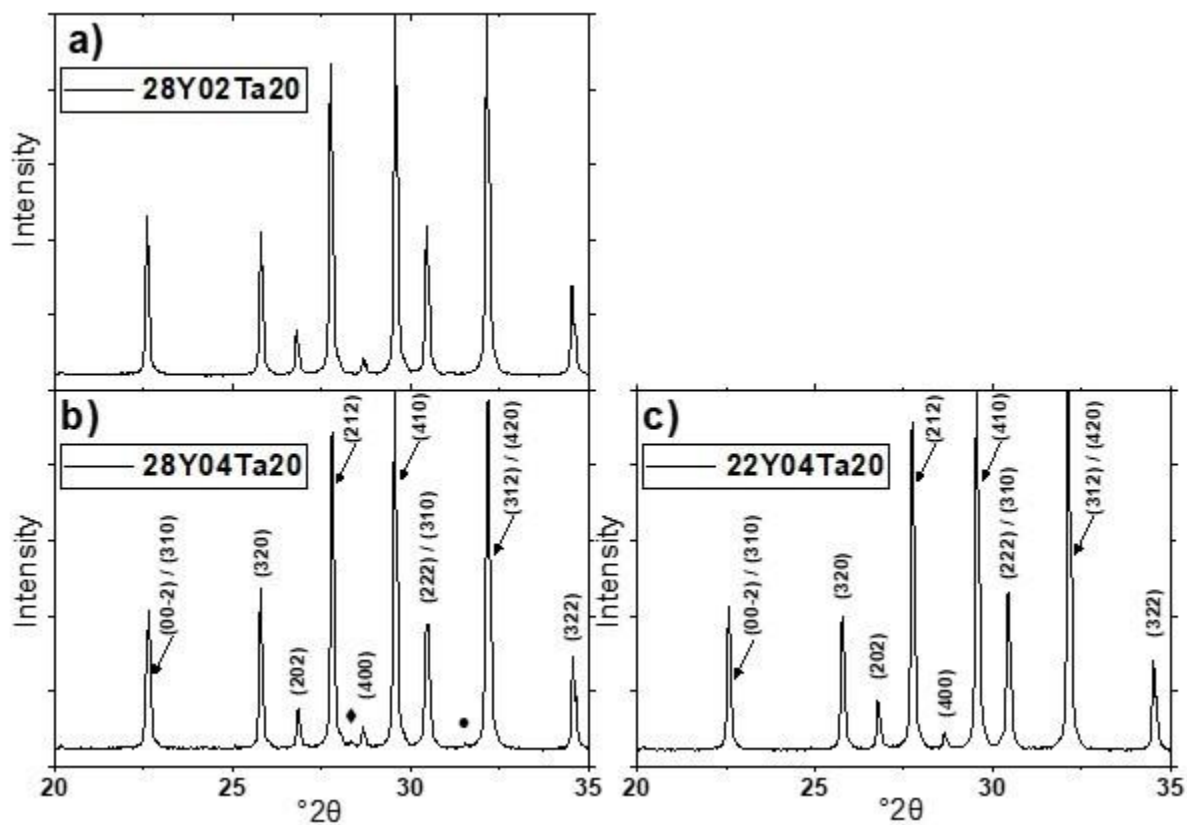 a)
28Y02Ta20
Intensity
b)
28Y04Ta20
Intensity
(00-2) / (310)
(320)
(202)
(212)
(400)
(410)
(222) / (310)
(312) / (420)
(322)
20
25
30
35
°2θ
c)
22Y04Ta20
Intensity
(00-2) / (310)
(320)
(202)
(212)
(400)
(410)
(222) / (310)
(312) / (420)
(322)
20
25
30
35
°2θ